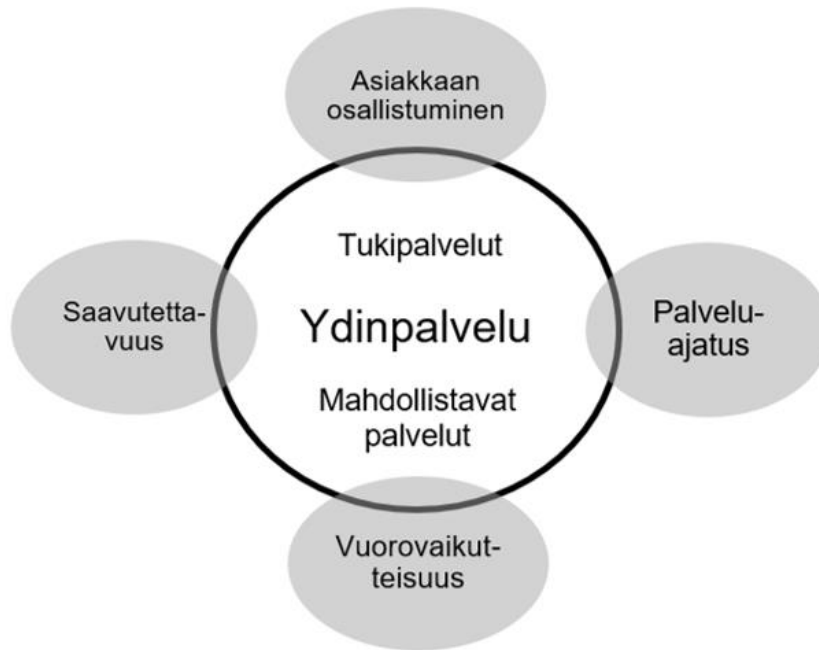 Asiakkaan
osallistuminen
Tukipalvelut
Saavutetta-
vuus
Ydinpalvelu
Palvelu-
ajatus
Mahdollistavat
palvelut
Vuorovaikut-
teisuus